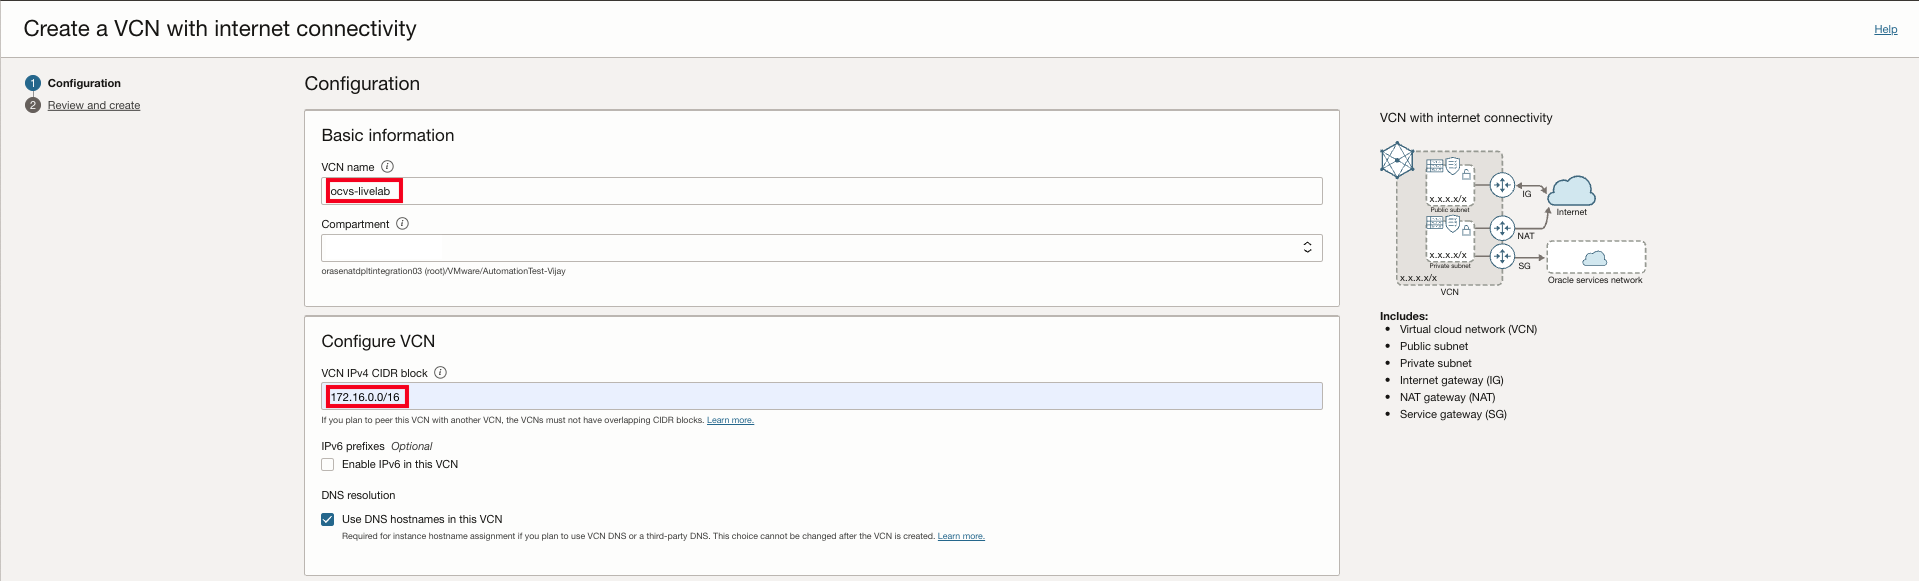 Create a VCN with internet connectivity
Help
1 Configuration
2 Review and create
Configuration
Basic information
VCN name i
ocvs-livelab
Compartment i
orasenatdpltintegration03 (root)/VMware/AutomationTest-Vijay
Configure VCN
VCN IPv4 CIDR block i
172.16.0.0/16
If you plan to peer this VCN with another VCN, the VCNs must not have overlapping CIDR blocks. Learn more.
IPv6 prefixes Optional
Enable IPv6 in this VCN
DNS resolution
Use DNS hostnames in this VCN
Required for instance hostname assignment if you plan to use VCN DNS or a third-party DNS. This choice cannot be changed after the VCN is created. Learn more.
VCN with internet connectivity
x.x.x.x/x
Public subnet
IG
Internet
NAT
x.x.x.x/x
Private subnet
SG
x.x.x.x/x
Oracle services network
VCN
Includes:
• Virtual cloud network (VCN)
• Public subnet
• Private subnet
• Internet gateway (IG)
• NAT gateway (NAT)
• Service gateway (SG)